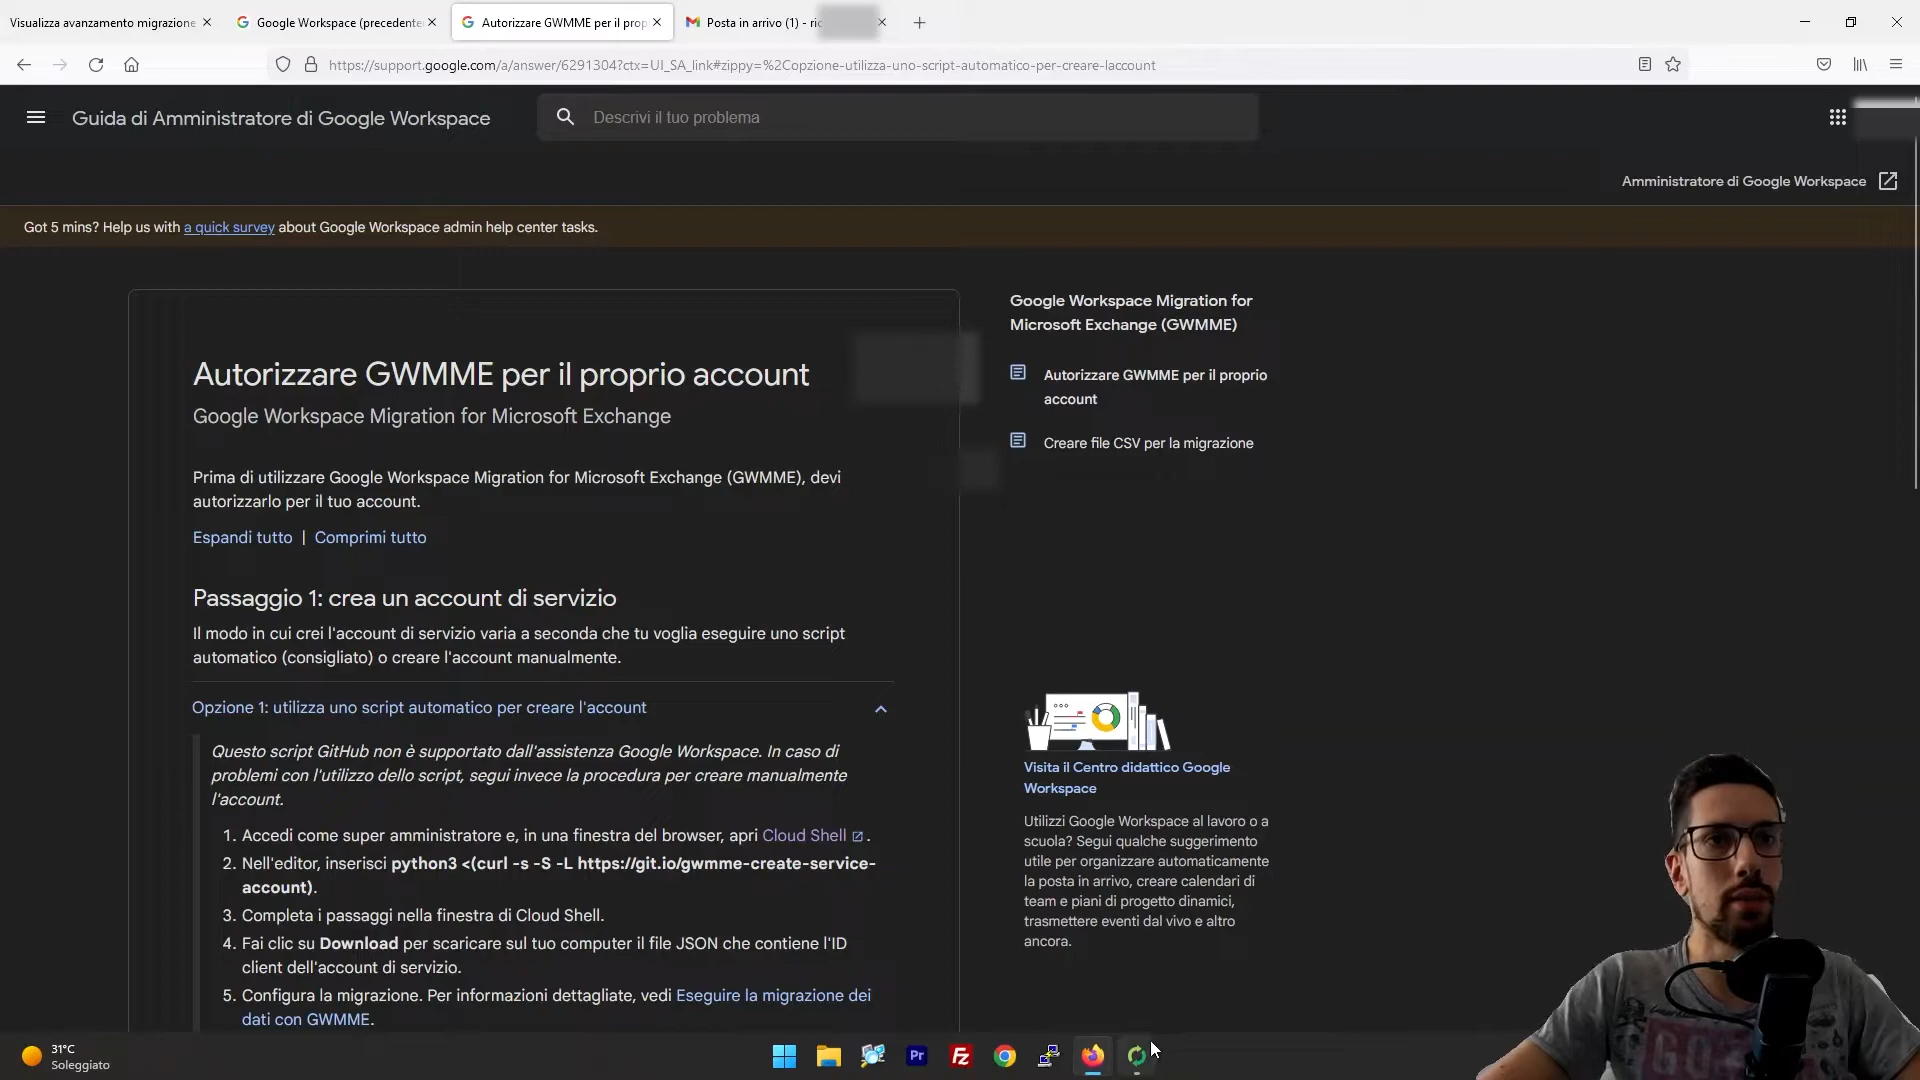 Visualizza avanzamento migrazione
Google Workspace (precedente
Autorizzare GWMME per il prop
Posta in arrivo (1) - ric
https://support.google.com/a/answer/6291304?ctx=UI_SA_link#zippy=%2Copzione-utilizza-uno-script-automatico-per-creare-laccount
Guida di Amministratore di Google Workspace
Descrivi il tuo problema
Amministratore di Google Workspace
Got 5 mins? Help us with a quick survey about Google Workspace admin help center tasks.
Autorizzare GWMME per il proprio account
Google Workspace Migration for Microsoft Exchange
Prima di utilizzare Google Workspace Migration for Microsoft Exchange (GWMME), devi
autorizzarlo per il tuo account.
Espandi tutto | Comprimi tutto
Passaggio 1: crea un account di servizio
Il modo in cui crei l'account di servizio varia a seconda che tu voglia eseguire uno script
automatico (consigliato) o creare l'account manualmente.
Opzione 1: utilizza uno script automatico per creare l'account
Questo script GitHub non è supportato dall'assistenza Google Workspace. In caso di
problemi con l'utilizzo dello script, segui invece la procedura per creare manualmente
l'account.
1. Accedi come super amministratore e, in una finestra del browser, apri Cloud Shell .
2. Nell'editor, inserisci python3 <(curl -s -S -L https://git.io/gwmme-create-service-
account).
3. Completa i passaggi nella finestra di Cloud Shell.
4. Fai clic su Download per scaricare sul tuo computer il file JSON che contiene l'ID
client dell'account di servizio.
5. Configura la migrazione. Per informazioni dettagliate, vedi Eseguire la migrazione dei
dati con GWMME.
Google Workspace Migration for
Microsoft Exchange (GWMME)
Autorizzare GWMME per il proprio
account
Creare file CSV per la migrazione
Visita il Centro didattico Google
Workspace
Utilizzi Google Workspace al lavoro o a
scuola? Segui qualche suggerimento
utile per organizzare automaticamente
la posta in arrivo, creare calendari di
team e piani di progetto dinamici,
trasmettere eventi dal vivo e altro
ancora.
31°C
Soleggiato
Pr
Fz